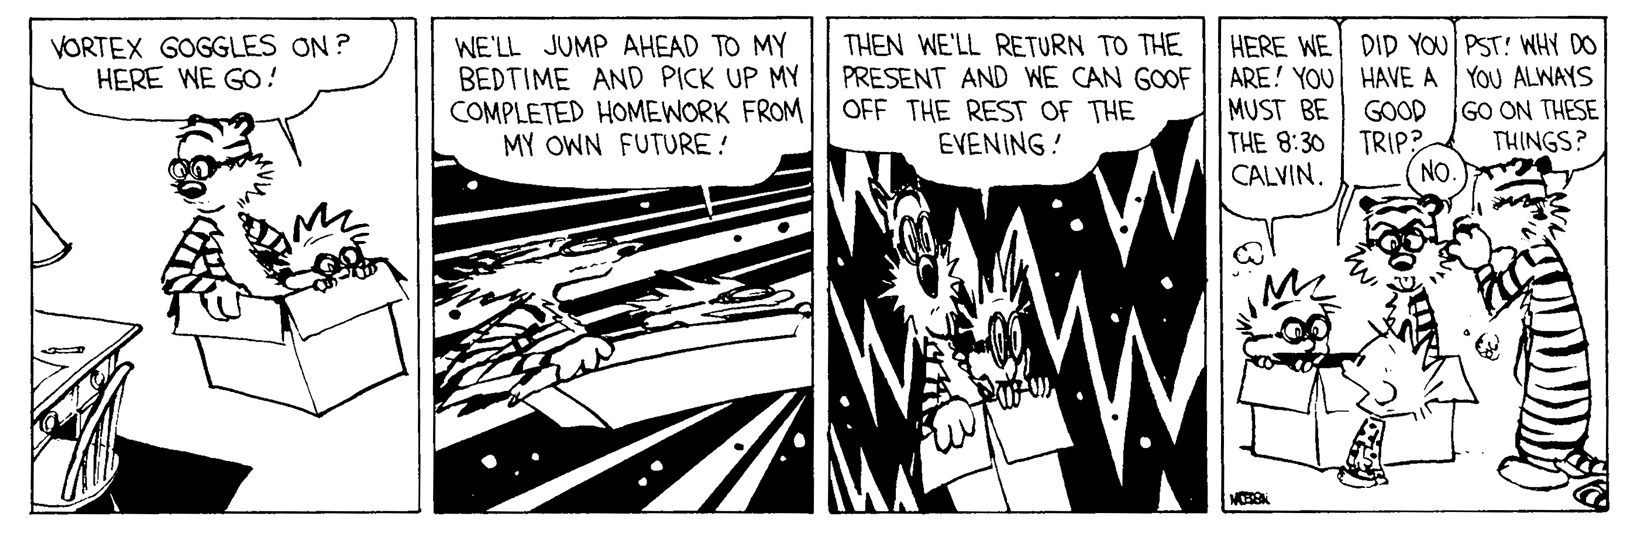 VORTEX GOGGLES ON?
HERE WE GO!
WE'LL JUMP AHEAD TO MY
BEDTIME AND PICK UP MY
COMPLETED HOMEWORK FROM
MY OWN FUTURE!
THEN WE'LL RETURN TO THE
PRESENT AND WE CAN GOOF
OFF THE REST OF THE
EVENING!
HERE WE
ARE! YOU
MUST BE
THE 8:30
CALVIN.
DID YOU
HAVE A
GOOD
TRIP?
NO.
PST! WHY DO
YOU ALWAYS
GO ON THESE
THINGS?
WATTERSON